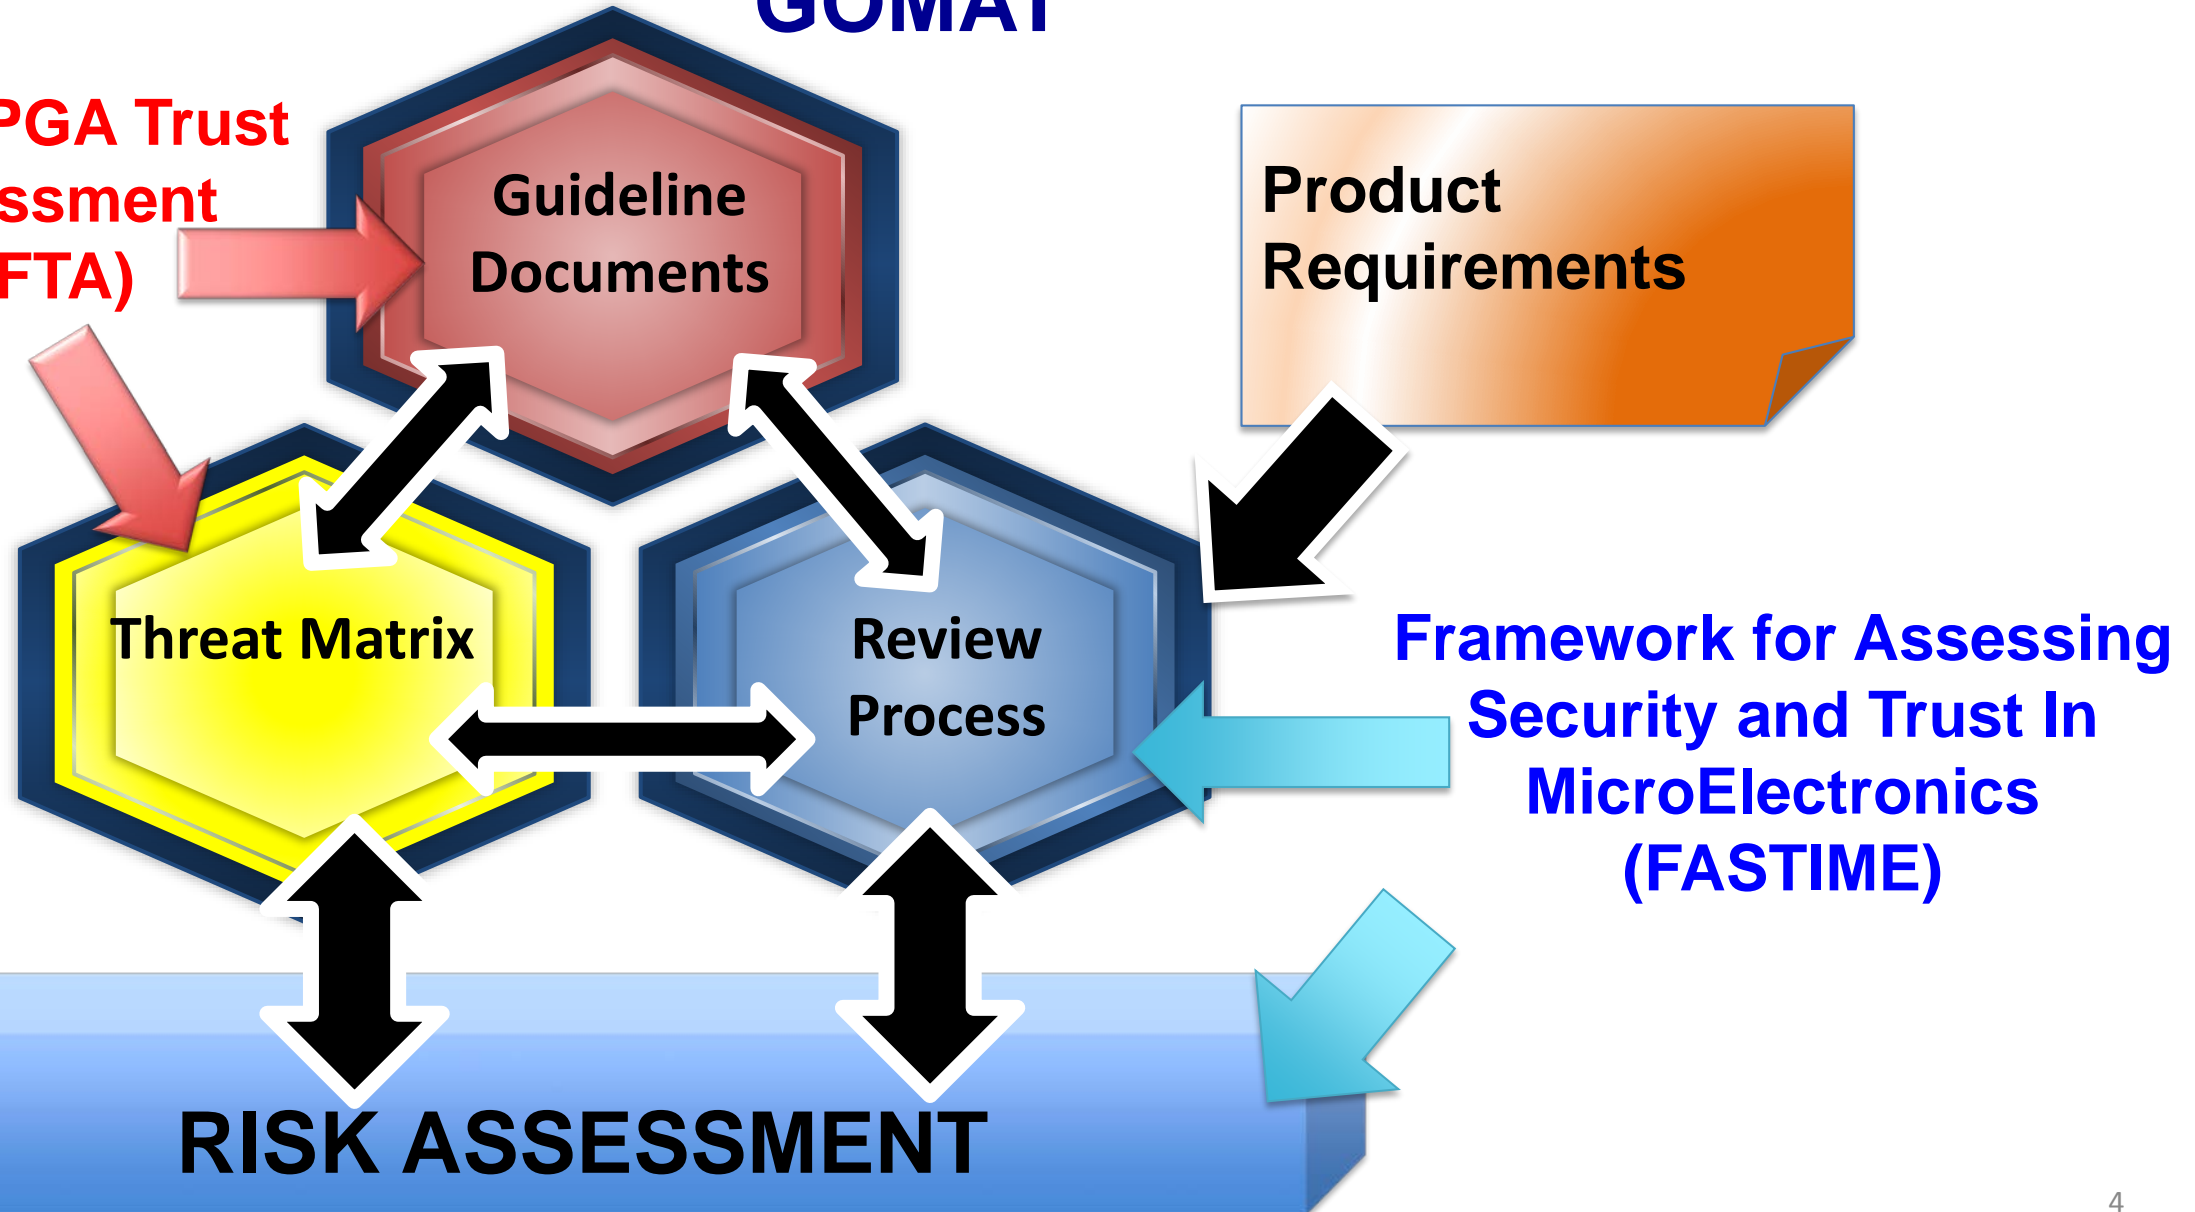 GOMAT
PGA Trust
ssment
FTA)
Guideline
Documents
Product
Requirements
Threat Matrix
Review
Process
Framework for Assessing
Security and Trust In
MicroElectronics
(FASTIME)
RISK ASSESSMENT
4